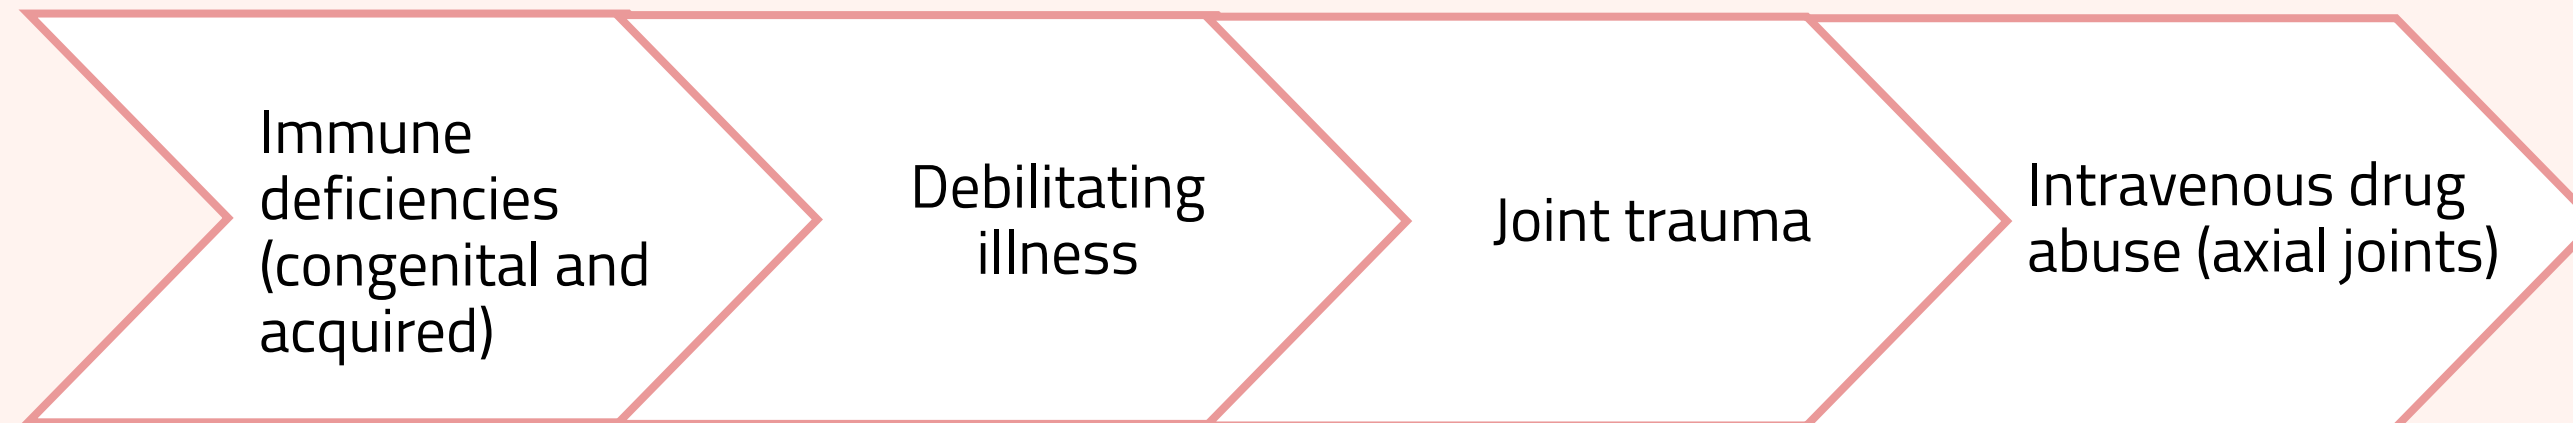 Immune
deficiencies
(congenital and
acquired)
Debilitating
illness
Joint trauma
Intravenous drug
abuse (axial joints)